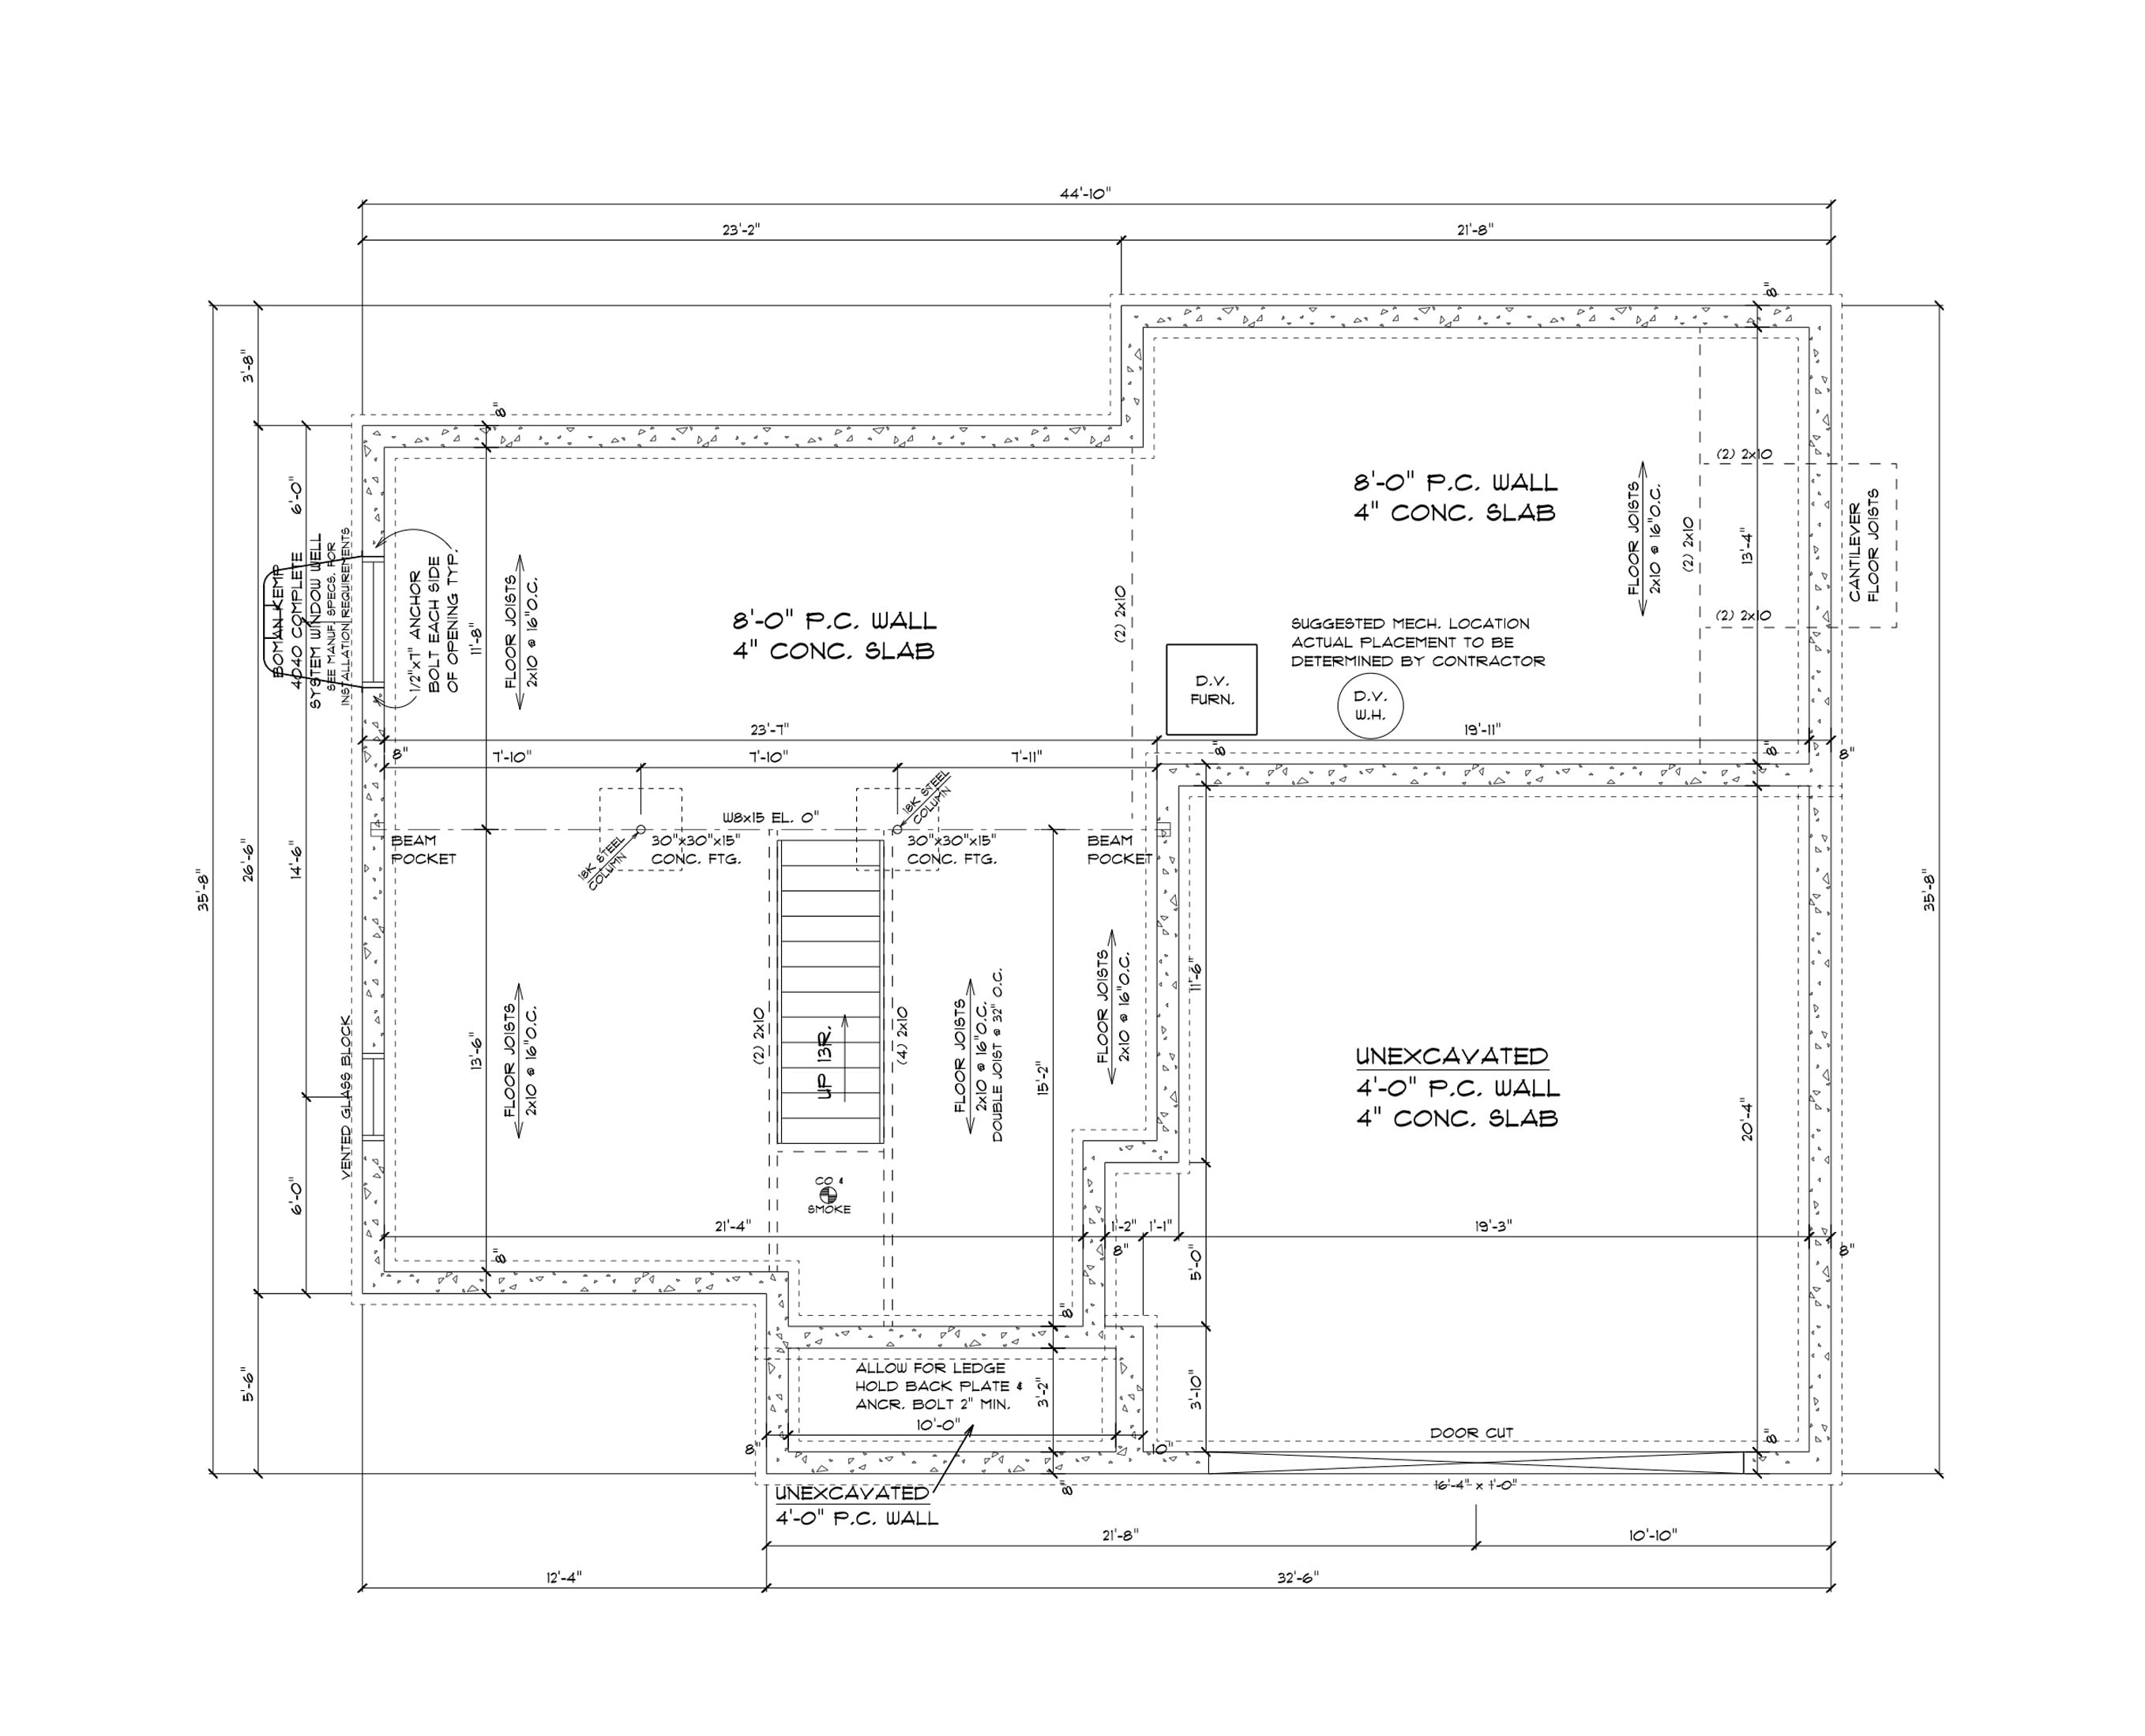 44'-10"
23'-2"
21'-8"
8"
3'-8"
8"
6'-0"
8'-0" P.C. WALL
4" CONC. SLAB
(2) 2x10
FLOOR JOISTS
2x10 @ 16"O.C.
(2) 2x10
13'-4"
CANTILEVER
FLOOR JOISTS
(2) 2x10
BOMAN KEMP
4040 COMPLETE
SYSTEM WINDOW WELL
SEE MANUF. SPECS. FOR
INSTALLATION REQUIREMENTS
1/2"x7" ANCHOR
BOLT EACH SIDE
OF OPENING TYP.
11'-8"
FLOOR JOISTS
2x10 @ 16"O.C.
8'-0" P.C. WALL
4" CONC. SLAB
(2) 2x10
SUGGESTED MECH. LOCATION
ACTUAL PLACEMENT TO BE
DETERMINED BY CONTRACTOR
D.V.
FURN.
D.V.
W.H.
23'-7"
19'-11"
8"
7'-10"
7'-10"
7'-11"
8"
8"
8"
18K STEEL
COLUMN
W8x15 EL. 0"
BEAM
POCKET
18K STEEL
COLUMN
30"x30"x15"
CONC. FTG.
30"x30"x15"
CONC. FTG.
BEAM
POCKET
35'-8"
26'-6"
14'-6"
35'-8"
11'-6"
FLOOR JOISTS
2x10 @ 16"O.C.
13'-6"
FLOOR JOISTS
2x10 @ 16"O.C.
(2) 2x10
UP 13R.
(4) 2x10
FLOOR JOISTS
2x10 @ 16"O.C.
DOUBLE JOIST @ 32" O.C.
15'-2"
UNEXCAVATED
4'-0" P.C. WALL
4" CONC. SLAB
20'-4"
VENTED GLASS BLOCK
6'-0"
CO &
SMOKE
21'-4"
1'-2"
1'-1"
19'-3"
8"
8"
8"
5'-0"
8"
5'-6"
ALLOW FOR LEDGE
HOLD BACK PLATE &
ANCR. BOLT 2" MIN.
10'-0"
3'-2"
3'-10"
8"
10"
DOOR CUT
8"
16'-4" x 1'-0"
8"
UNEXCAVATED
4'-0" P.C. WALL
21'-8"
10'-10"
12'-4"
32'-6"